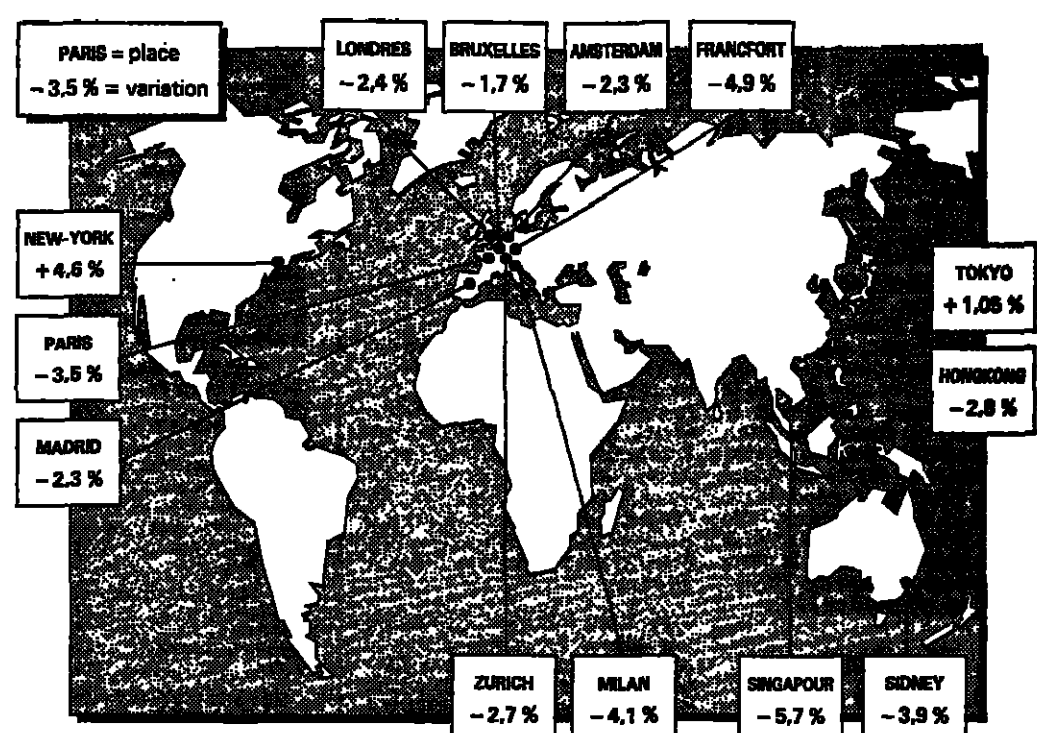 PARIS = place
– 3,5 % = variation
LONDRES
– 2,4 %
BRUXELLES
– 1,7 %
AMSTERDAM
– 2,3 %
FRANCFORT
– 4,9 %
NEW-YORK
+ 4,6 %
PARIS
– 3,5 %
MADRID
– 2,3 %
TOKYO
+ 1,06 %
HONGKONG
– 2,8 %
ZURICH
– 2,7 %
MILAN
– 4,1 %
SINGAPOUR
– 5,7 %
SIDNEY
– 3,9 %